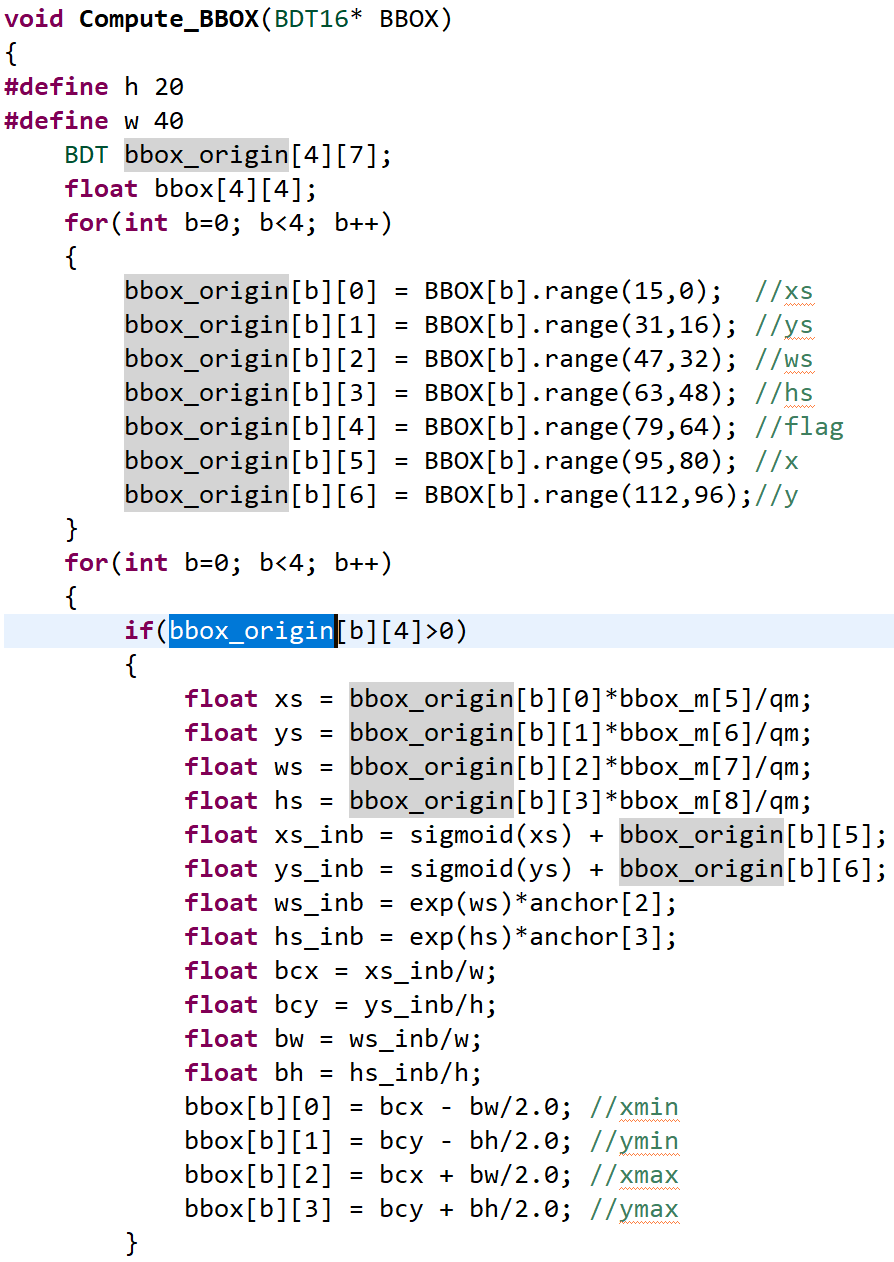 void Compute_BBOX(BDT16* BBOX)
{
#define h 20
#define w 40
    BDT bbox_origin[4][7];
    float bbox[4][4];
    for(int b=0; b<4; b++)
    {
        bbox_origin[b][0] = BBOX[b].range(15,0);  //xs
        bbox_origin[b][1] = BBOX[b].range(31,16); //ys
        bbox_origin[b][2] = BBOX[b].range(47,32); //ws
        bbox_origin[b][3] = BBOX[b].range(63,48); //hs
        bbox_origin[b][4] = BBOX[b].range(79,64); //flag
        bbox_origin[b][5] = BBOX[b].range(95,80); //x
        bbox_origin[b][6] = BBOX[b].range(112,96);//y
    }
    for(int b=0; b<4; b++)
    {
        if(bbox_origin[b][4]>0)
        {
            float xs = bbox_origin[b][0]*bbox_m[5]/qm;
            float ys = bbox_origin[b][1]*bbox_m[6]/qm;
            float ws = bbox_origin[b][2]*bbox_m[7]/qm;
            float hs = bbox_origin[b][3]*bbox_m[8]/qm;
            float xs_inb = sigmoid(xs) + bbox_origin[b][5];
            float ys_inb = sigmoid(ys) + bbox_origin[b][6];
            float ws_inb = exp(ws)*anchor[2];
            float hs_inb = exp(hs)*anchor[3];
            float bcx = xs_inb/w;
            float bcy = ys_inb/h;
            float bw = ws_inb/w;
            float bh = hs_inb/h;
            bbox[b][0] = bcx - bw/2.0; //xmin
            bbox[b][1] = bcy - bh/2.0; //ymin
            bbox[b][2] = bcx + bw/2.0; //xmax
            bbox[b][3] = bcy + bh/2.0; //ymax
        }